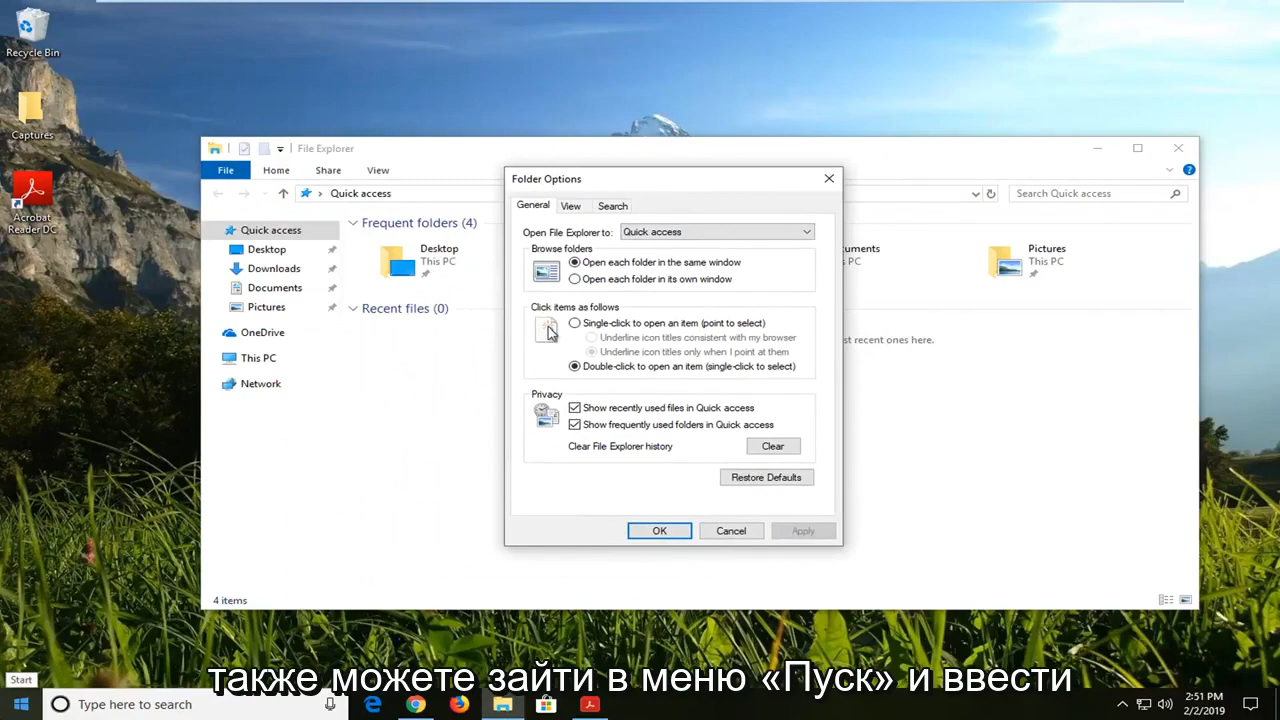 Recycle Bin
Captures
Acrobat
Reader DC
File Explorer
File Home Share View
Quick access
Search Quick access
Quick access
Desktop
Downloads
Documents
Pictures
OneDrive
This PC
Network
Frequent folders (4)
Desktop
This PC
cuments
PC
Pictures
This PC
Recent files (0)
st recent ones here.
4 items
Folder Options
General View Search
Open File Explorer to: Quick access
Browse folders
Open each folder in the same window
Open each folder in its own window
Click items as follows
Single-click to open an item (point to select)
Underline icon titles consistent with my browser
Underline icon titles only when I point at them
Double-click to open an item (single-click to select)
Privacy
Show recently used files in Quick access
Show frequently used folders in Quick access
Clear File Explorer history Clear
Restore Defaults
OK Cancel Apply
также можете зайти в меню «Пуск» и ввести
Start
Type here to search
2:51 PM
2/2/2019